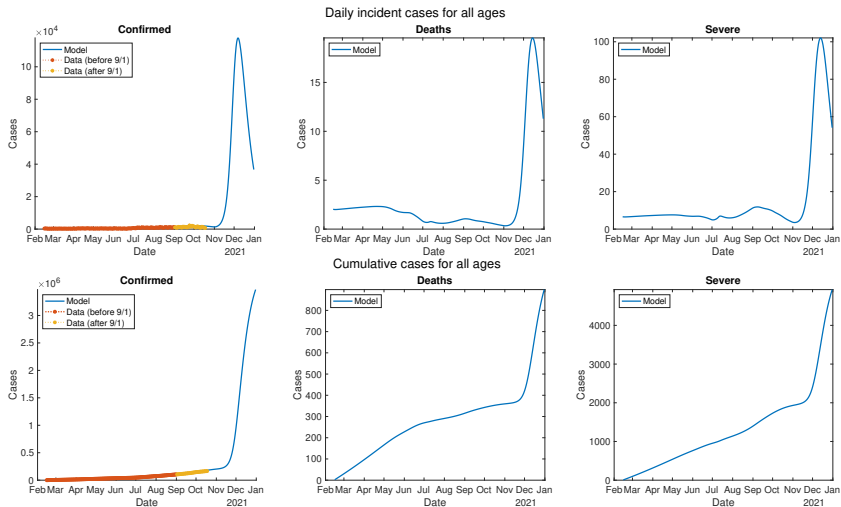 Daily incident cases for all ages
×10⁴
Confirmed
Model
Data (before 9/1)
Data (after 9/1)
10
8
6
4
2
0
Cases
Feb Mar Apr May Jun Jul Aug Sep Oct Nov Dec Jan
Date
2021
Deaths
Model
15
10
5
0
Cases
Feb Mar Apr May Jun Jul Aug Sep Oct Nov Dec Jan
Date
2021
Severe
Model
100
80
60
40
20
0
Cases
Feb Mar Apr May Jun Jul Aug Sep Oct Nov Dec Jan
Date
2021
Cumulative cases for all ages
×10⁶
Confirmed
Model
Data (before 9/1)
Data (after 9/1)
3
2.5
2
1.5
1
0.5
0
Cases
Feb Mar Apr May Jun Jul Aug Sep Oct Nov Dec Jan
Date
2021
Deaths
Model
800
700
600
500
400
300
200
100
0
Cases
Feb Mar Apr May Jun Jul Aug Sep Oct Nov Dec Jan
Date
2021
Severe
Model
4000
3000
2000
1000
0
Cases
Feb Mar Apr May Jun Jul Aug Sep Oct Nov Dec Jan
Date
2021